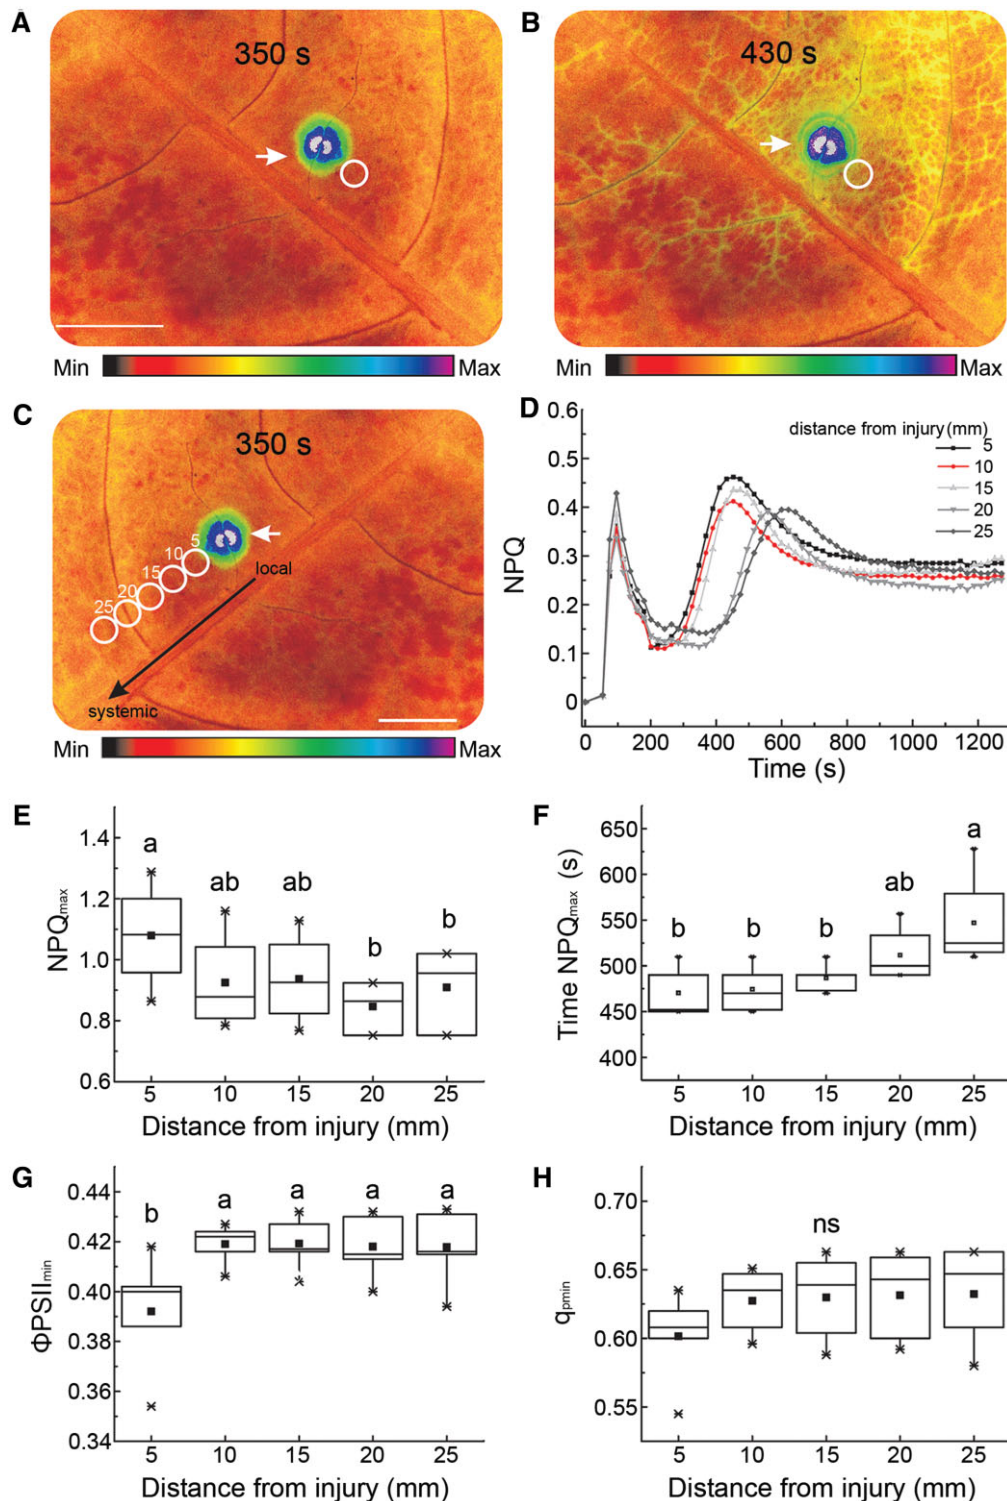 A
350 s
Min
Max
B
430 s
Min
Max
C
350 s
5
10
15
20
25
local
systemic
Min
Max
D
0.6
0.5
0.4
0.3
0.2
0.1
0
NPQ
distance from injury (mm)
5
10
15
20
25
0 200 400 600 800 1000 1200
Time (s)
E
1.4
1.2
1.0
0.8
0.6
NPQmax
a ab ab b b
5 10 15 20 25
Distance from injury (mm)
F
650
600
550
500
450
400
Time NPQmax (s)
b b b ab a
5 10 15 20 25
Distance from injury (mm)
G
0.44
0.42
0.40
0.38
0.36
0.34
ΦPSIImin
b a a a a
5 10 15 20 25
Distance from injury (mm)
H
0.70
0.65
0.60
0.55
qpmin
ns
5 10 15 20 25
Distance from injury (mm)